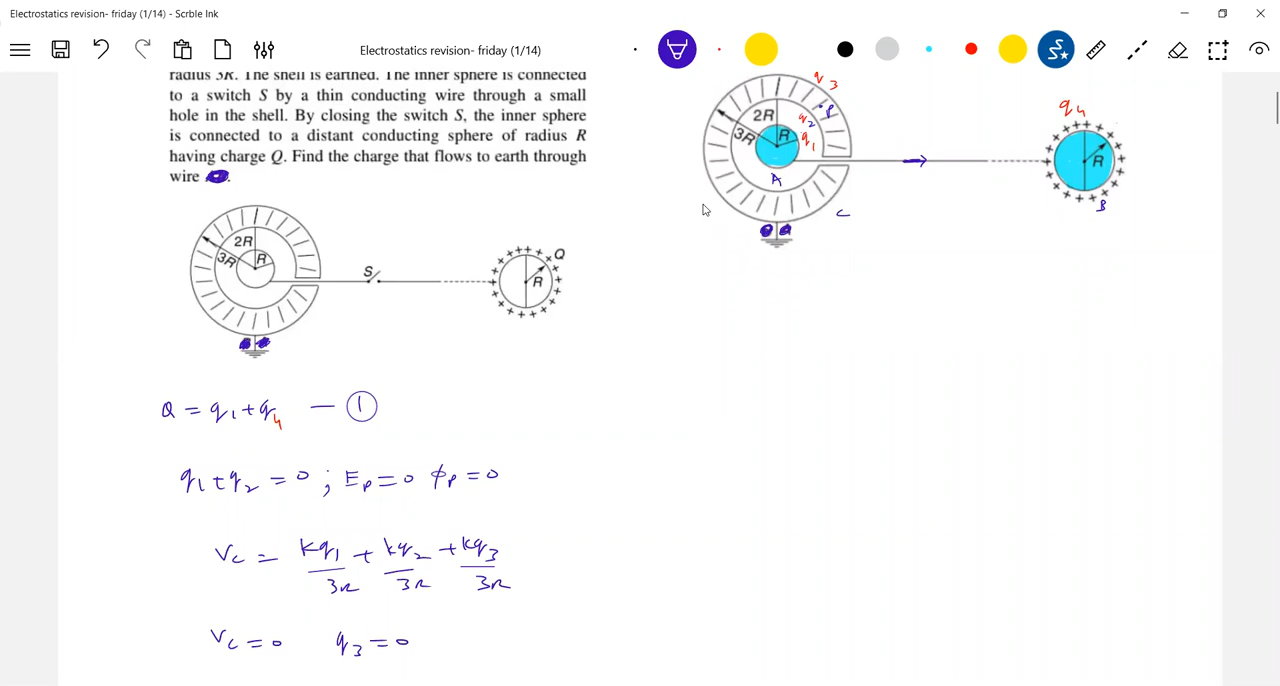 Electrostatics revision- friday (1/14) - Scrble Ink
Electrostatics revision- friday (1/14)
radius 3R. The shell is earthed. The inner sphere is connected
to a switch S by a thin conducting wire through a small
hole in the shell. By closing the switch S, the inner sphere
is connected to a distant conducting sphere of radius R
having charge Q. Find the charge that flows to earth through
wire .
2R
3R
R
S
Q
R
Q = q1 + q4 — ①
q1 + q2 = 0 ; Ep = 0 ϕp = 0
Vc = kq1/3R + kq2/3R + kq3/3R
Vc = 0 q3 = 0
q3
2R
P
q2
3R
R
q1
A
C
q4
R
B